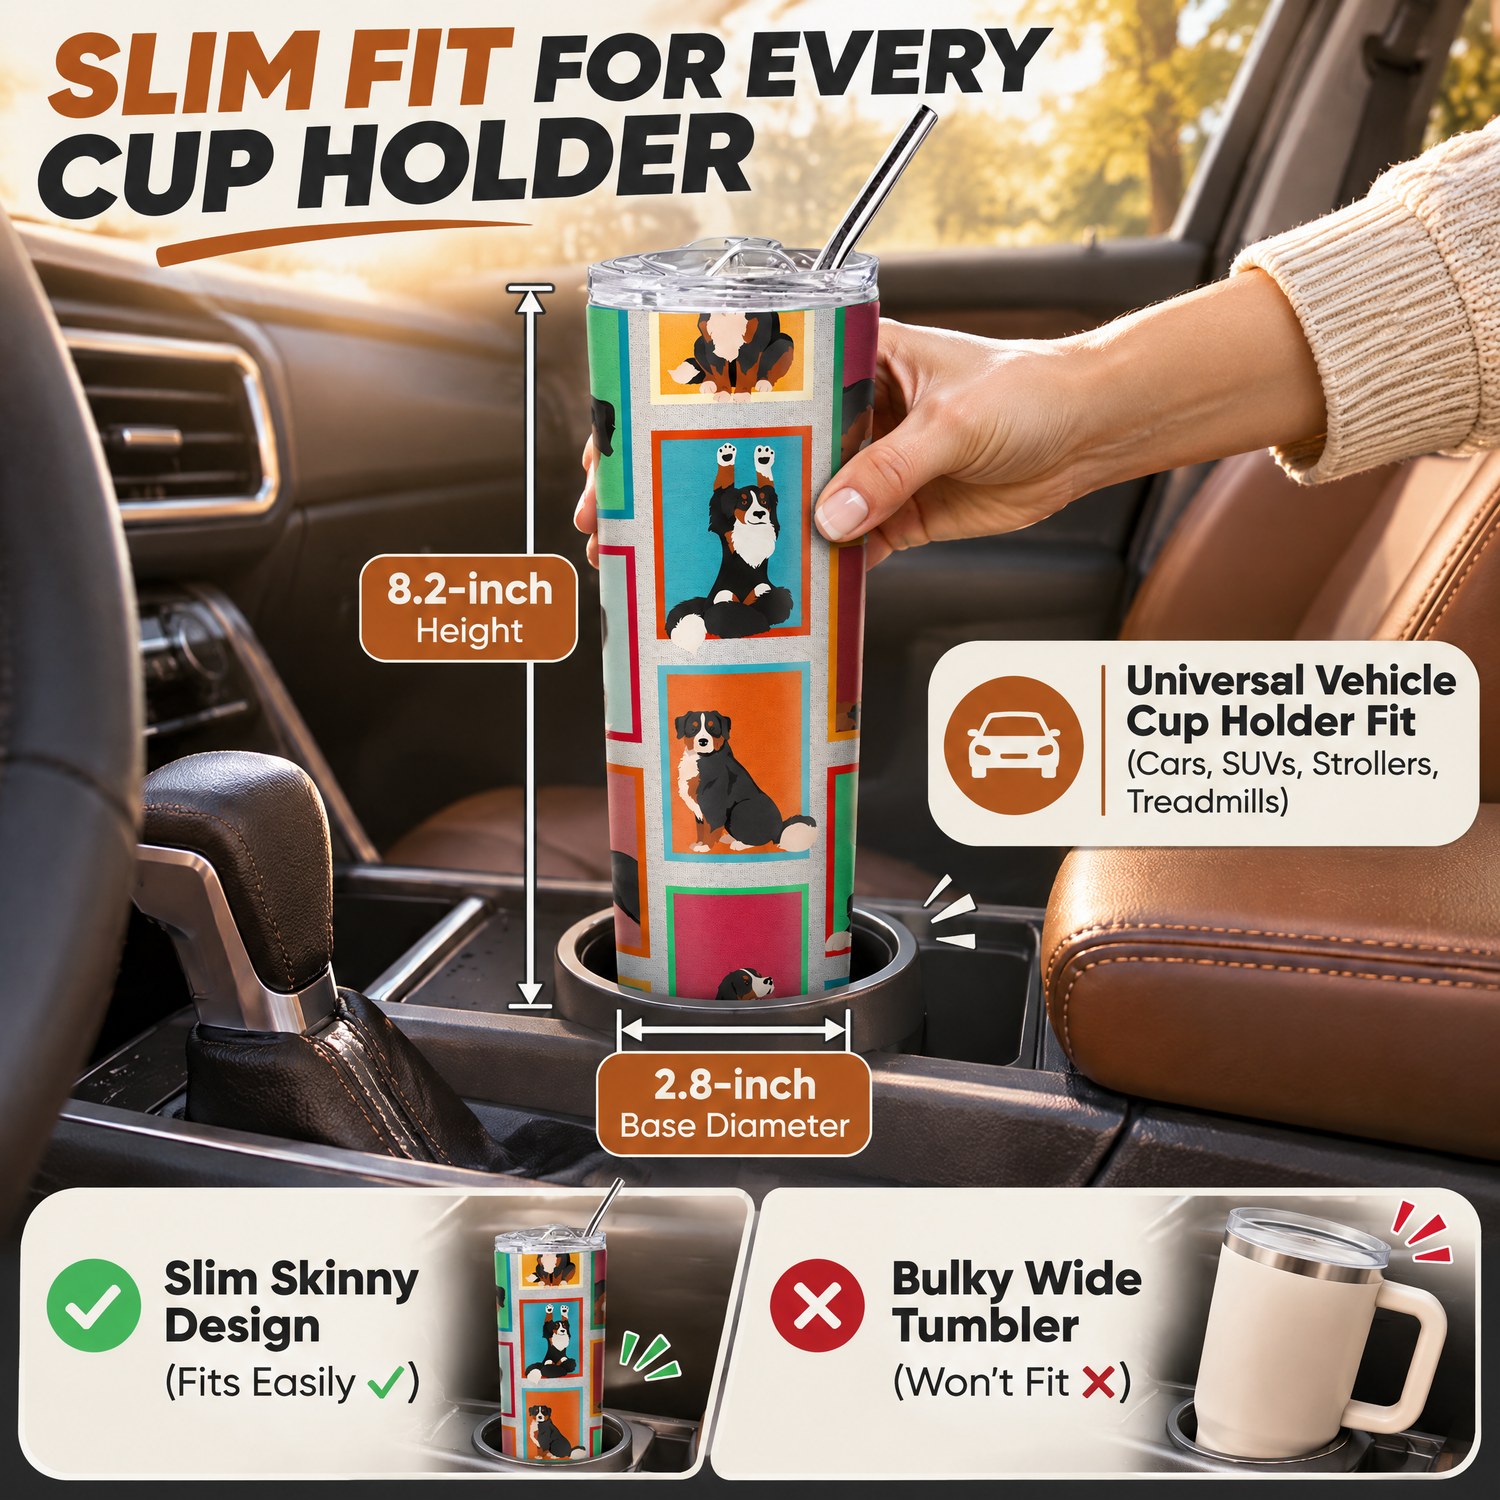 SLIM FIT FOR EVERY
CUP HOLDER
8.2-inch
Height
Universal Vehicle
Cup Holder Fit
(Cars, SUVs, Strollers,
Treadmills)
2.8-inch
Base Diameter
Slim Skinny
Design
(Fits Easily ✓)
Bulky Wide
Tumbler
(Won't Fit ✗)